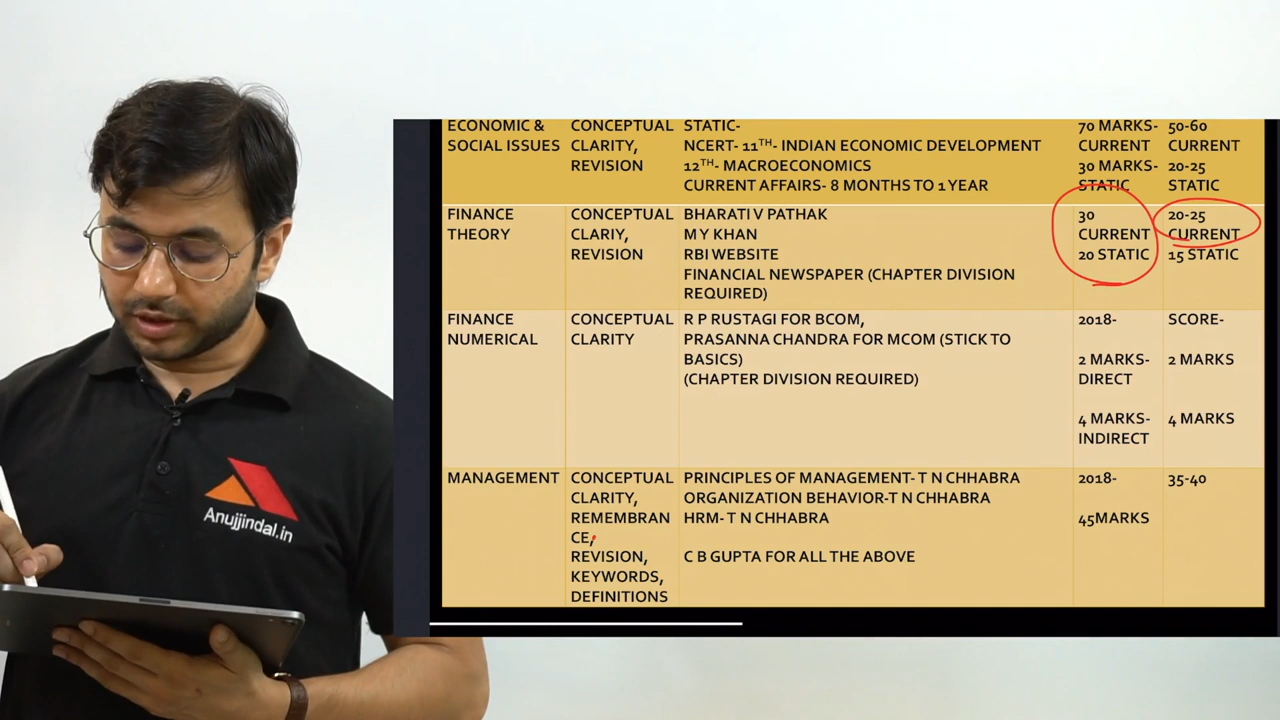 Anujjindal.in
ECONOMIC & SOCIAL ISSUES
CONCEPTUAL CLARITY, REVISION
STATIC-
NCERT- 11TH- INDIAN ECONOMIC DEVELOPMENT
12TH- MACROECONOMICS
CURRENT AFFAIRS- 8 MONTHS TO 1 YEAR
70 MARKS- CURRENT
30 MARKS- STATIC
50-60 CURRENT
20-25 STATIC
FINANCE THEORY
CONCEPTUAL CLARIY, REVISION
BHARATI V PATHAK
M Y KHAN
RBI WEBSITE
FINANCIAL NEWSPAPER (CHAPTER DIVISION REQUIRED)
30 CURRENT
20 STATIC
20-25 CURRENT
15 STATIC
FINANCE NUMERICAL
CONCEPTUAL CLARITY
R P RUSTAGI FOR BCOM,
PRASANNA CHANDRA FOR MCOM (STICK TO BASICS)
(CHAPTER DIVISION REQUIRED)
2018-
2 MARKS- DIRECT
4 MARKS- INDIRECT
SCORE-
2 MARKS
4 MARKS
MANAGEMENT
CONCEPTUAL CLARITY, REMEMBRANCE, REVISION, KEYWORDS, DEFINITIONS
PRINCIPLES OF MANAGEMENT- T N CHHABRA
ORGANIZATION BEHAVIOR-T N CHHABRA
HRM- T N CHHABRA
C B GUPTA FOR ALL THE ABOVE
2018-
45MARKS
35-40